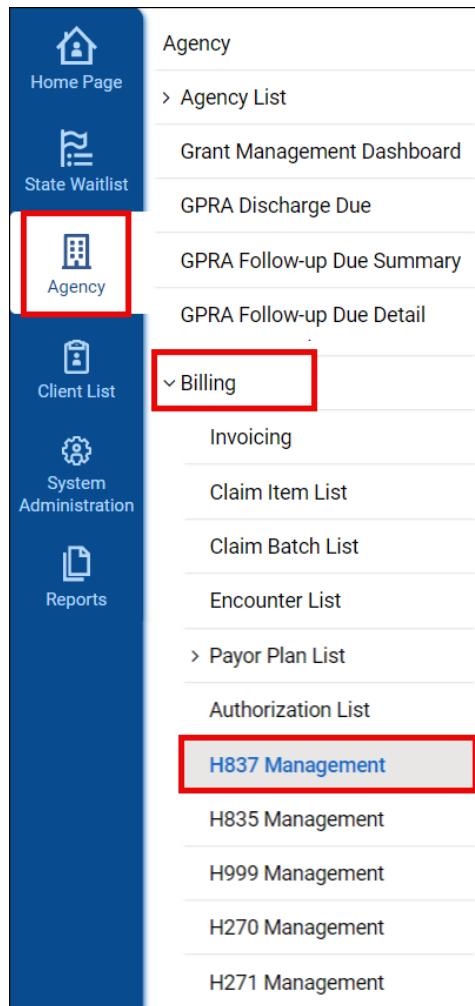 Home Page
State Waitlist
Agency
Client List
System
Administration
Reports
Agency
Agency List
Grant Management Dashboard
GPRA Discharge Due
GPRA Follow-up Due Summary
GPRA Follow-up Due Detail
Billing
Invoicing
Claim Item List
Claim Batch List
Encounter List
Payor Plan List
Authorization List
H837 Management
H835 Management
H999 Management
H270 Management
H271 Management